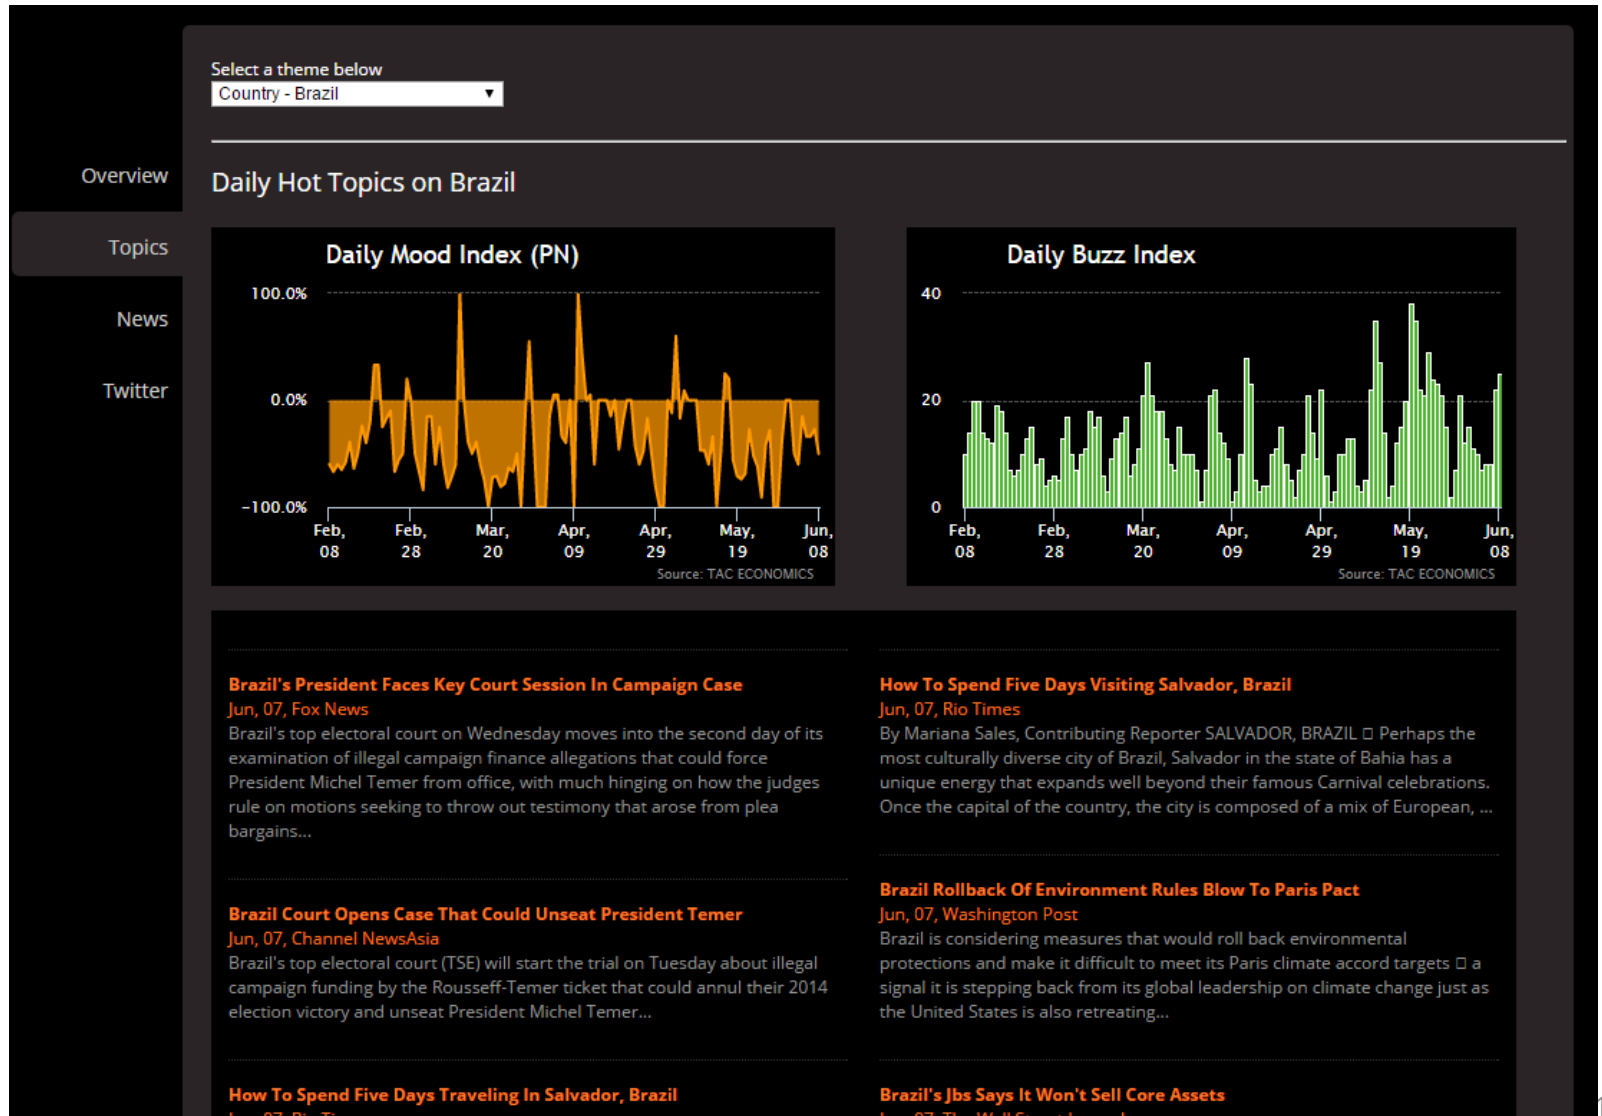 Select a theme below
Country - Brazil
Overview
Topics
News
Twitter
Daily Hot Topics on Brazil
Daily Mood Index (PN)
100.0%
0.0%
-100.0%
Feb, 08
Feb, 28
Mar, 20
Apr, 09
Apr, 29
May, 19
Jun, 08
Source: TAC ECONOMICS
Daily Buzz Index
40
20
0
Feb, 08
Feb, 28
Mar, 20
Apr, 09
Apr, 29
May, 19
Jun, 08
Source: TAC ECONOMICS
Brazil's President Faces Key Court Session In Campaign Case
Jun, 07, Fox News
Brazil's top electoral court on Wednesday moves into the second day of its
examination of illegal campaign finance allegations that could force
President Michel Temer from office, with much hinging on how the judges
rule on motions seeking to throw out testimony that arose from plea
bargains...
Brazil Court Opens Case That Could Unseat President Temer
Jun, 07, Channel NewsAsia
Brazil's top electoral court (TSE) will start the trial on Tuesday about illegal
campaign funding by the Rousseff-Temer ticket that could annul their 2014
election victory and unseat President Michel Temer...
How To Spend Five Days Traveling In Salvador, Brazil
How To Spend Five Days Visiting Salvador, Brazil
Jun, 07, Rio Times
By Mariana Sales, Contributing Reporter SALVADOR, BRAZIL □ Perhaps the
most culturally diverse city of Brazil, Salvador in the state of Bahia has a
unique energy that expands well beyond their famous Carnival celebrations.
Once the capital of the country, the city is composed of a mix of European, ...
Brazil Rollback Of Environment Rules Blow To Paris Pact
Jun, 07, Washington Post
Brazil is considering measures that would roll back environmental
protections and make it difficult to meet its Paris climate accord targets □ a
signal it is stepping back from its global leadership on climate change just as
the United States is also retreating...
Brazil's Jbs Says It Won't Sell Core Assets